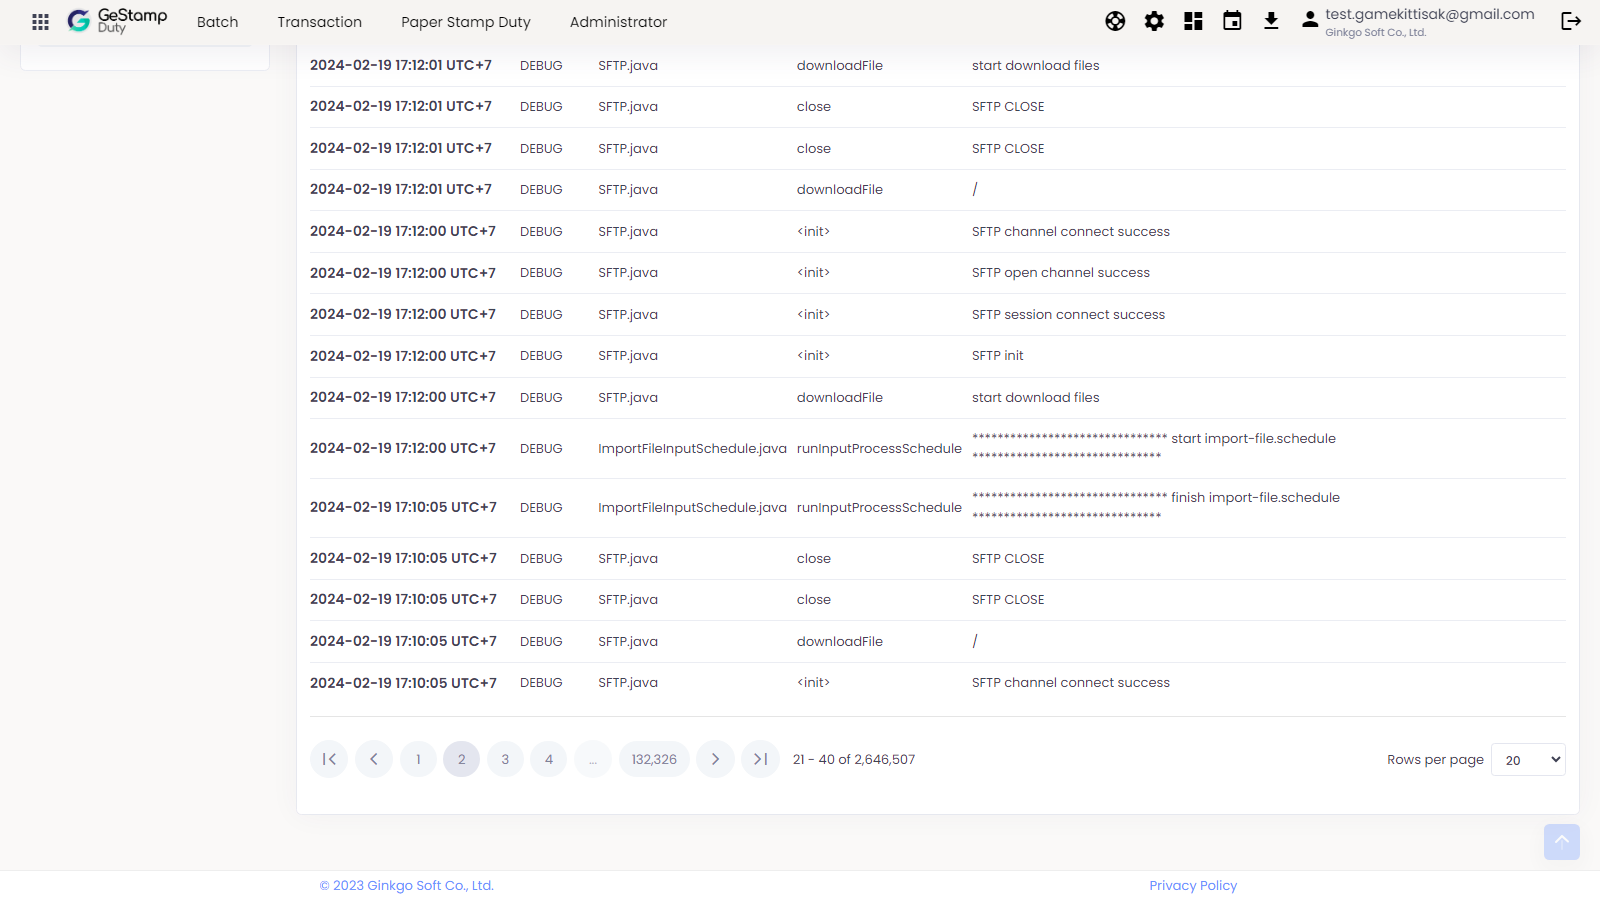 GeStamp
Duty
Batch
Transaction
Paper Stamp Duty
Administrator
test.gamekittisak@gmail.com
Ginkgo Soft Co., Ltd.
2024-02-19 17:12:01 UTC+7 DEBUG SFTP.java downloadFile start download files
2024-02-19 17:12:01 UTC+7 DEBUG SFTP.java close SFTP CLOSE
2024-02-19 17:12:01 UTC+7 DEBUG SFTP.java close SFTP CLOSE
2024-02-19 17:12:01 UTC+7 DEBUG SFTP.java downloadFile /
2024-02-19 17:12:00 UTC+7 DEBUG SFTP.java <init> SFTP channel connect success
2024-02-19 17:12:00 UTC+7 DEBUG SFTP.java <init> SFTP open channel success
2024-02-19 17:12:00 UTC+7 DEBUG SFTP.java <init> SFTP session connect success
2024-02-19 17:12:00 UTC+7 DEBUG SFTP.java <init> SFTP init
2024-02-19 17:12:00 UTC+7 DEBUG SFTP.java downloadFile start download files
2024-02-19 17:12:00 UTC+7 DEBUG ImportFileInputSchedule.java runInputProcessSchedule ******************************* start import-file.schedule
******************************
2024-02-19 17:10:05 UTC+7 DEBUG ImportFileInputSchedule.java runInputProcessSchedule ******************************* finish import-file.schedule
******************************
2024-02-19 17:10:05 UTC+7 DEBUG SFTP.java close SFTP CLOSE
2024-02-19 17:10:05 UTC+7 DEBUG SFTP.java close SFTP CLOSE
2024-02-19 17:10:05 UTC+7 DEBUG SFTP.java downloadFile /
2024-02-19 17:10:05 UTC+7 DEBUG SFTP.java <init> SFTP channel connect success
1 2 3 4 ... 132,326 21 - 40 of 2,646,507 Rows per page 20
© 2023 Ginkgo Soft Co., Ltd. Privacy Policy